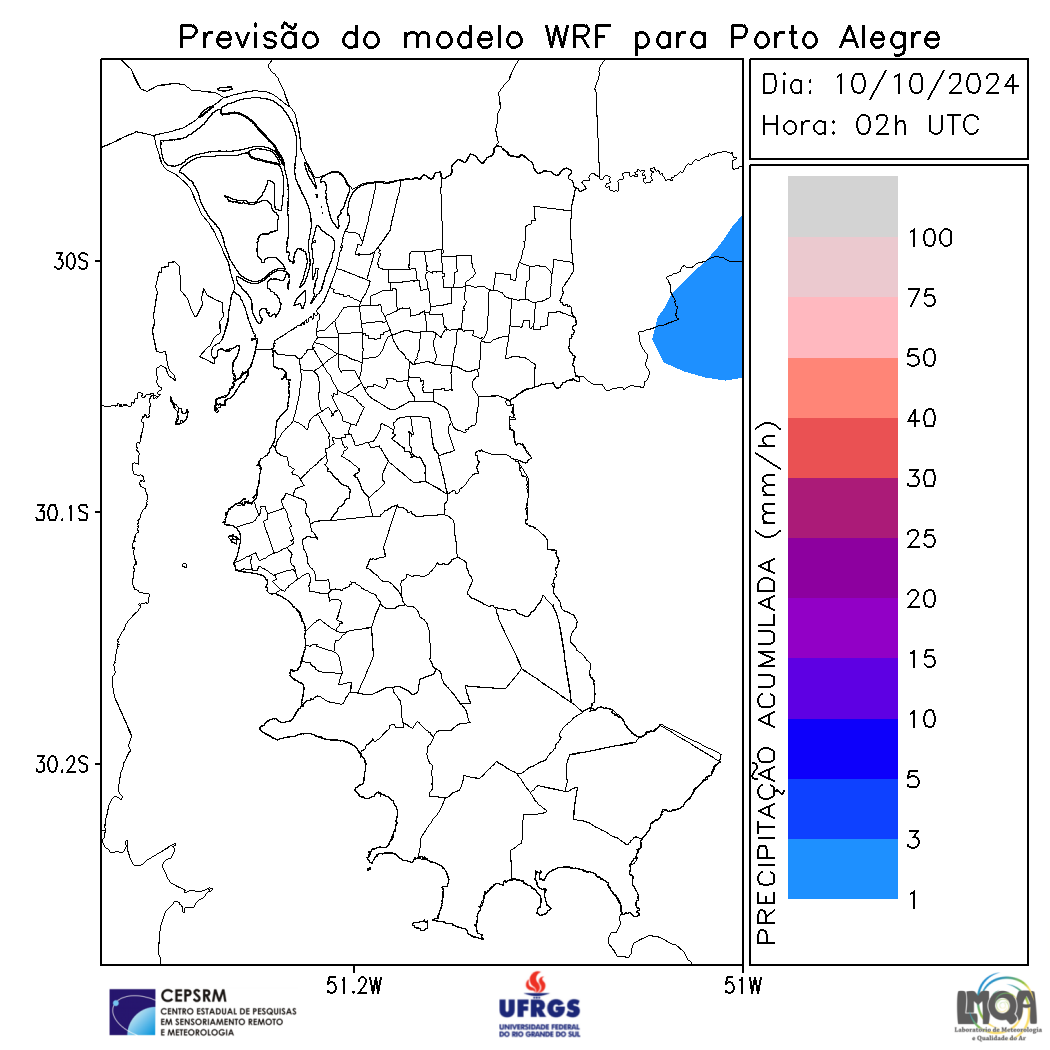 Previsão do modelo WRF para Porto Alegre
Dia: 10/10/2024
Hora: 02h UTC
30S
30.1S
30.2S
51.2W
51W
PRECIPITAÇÃO ACUMULADA (mm/h)
100
75
50
40
30
25
20
15
10
5
3
1
CEPSRM
CENTRO ESTADUAL DE PESQUISAS
EM SENSORIAMENTO REMOTO
E METEOROLOGIA
UFRGS
UNIVERSIDADE FEDERAL
DO RIO GRANDE DO SUL
LMQA
Laboratório de Meteorologia
e Qualidade do Ar